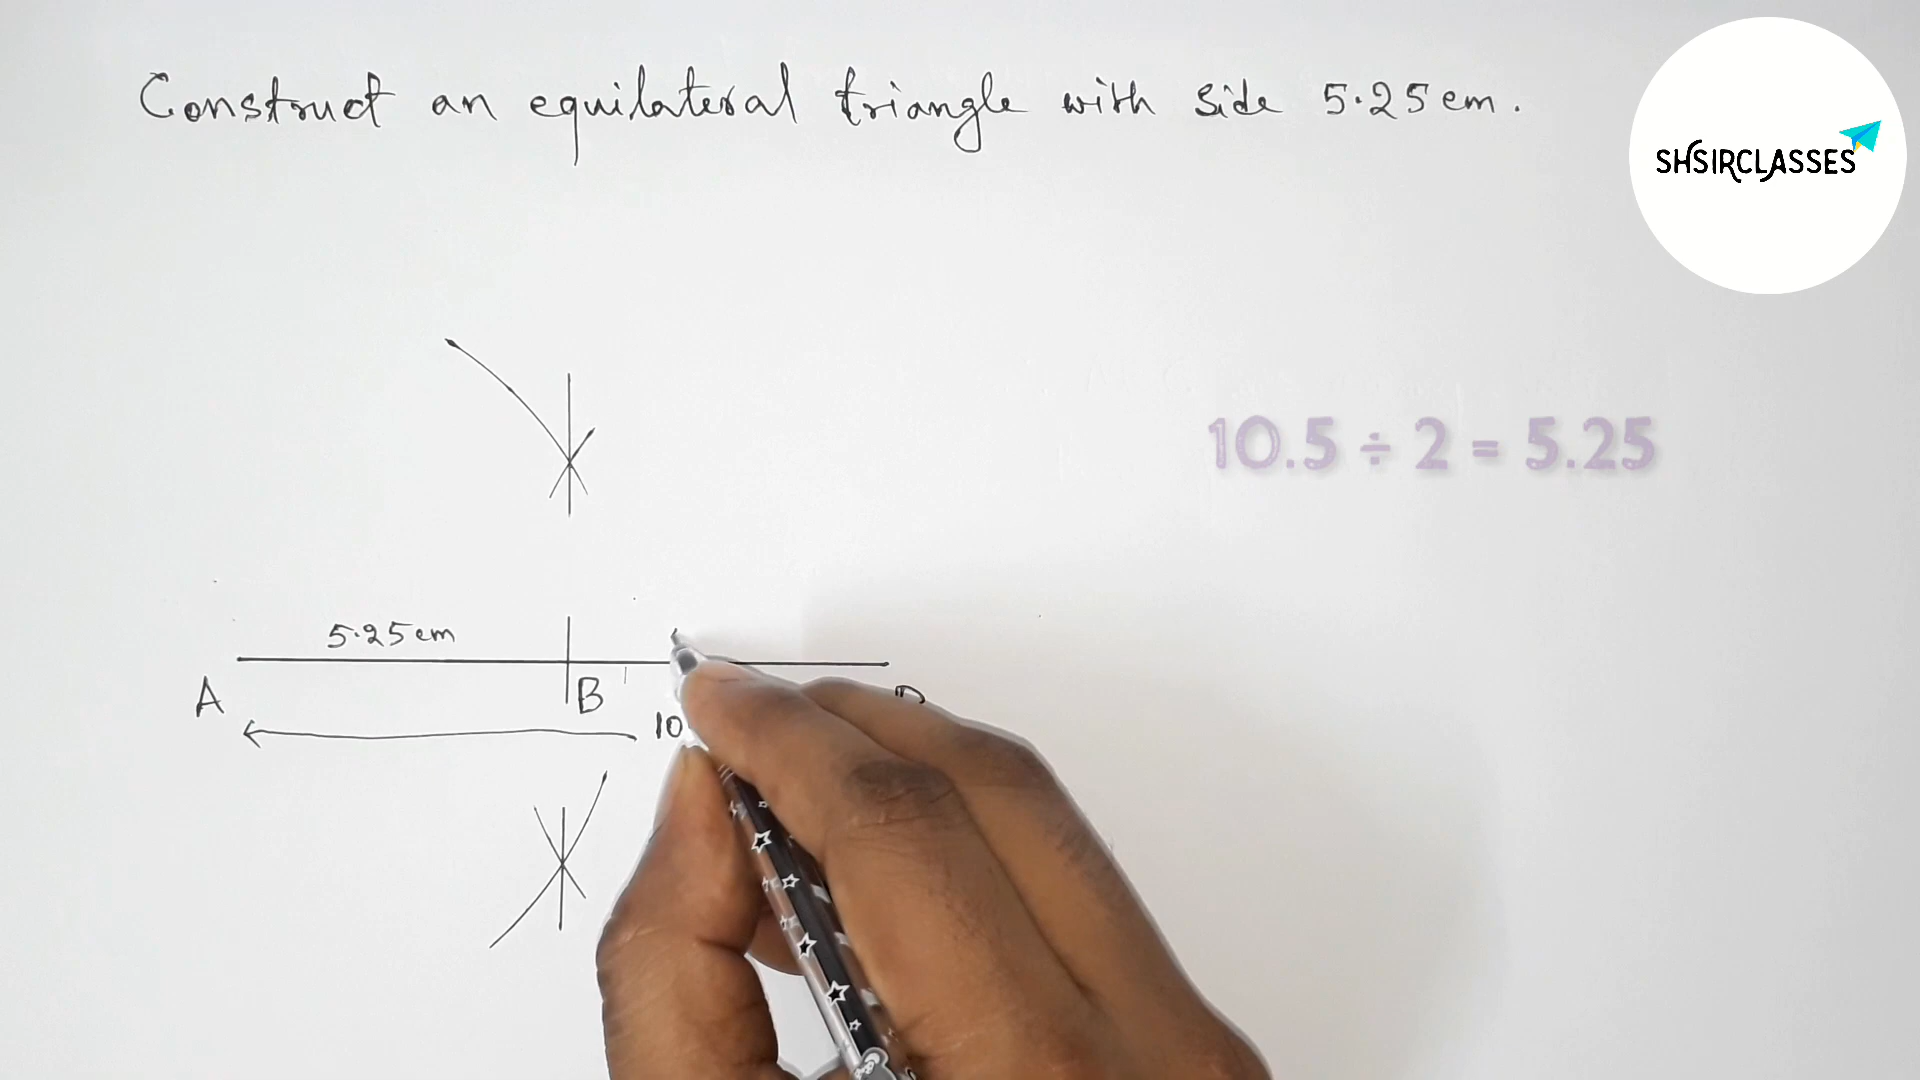 Construct an equilateral triangle with side 5.25 cm.
SHSIRCLASSES
10.5 ÷ 2 = 5.25
5.25 cm
A B
10